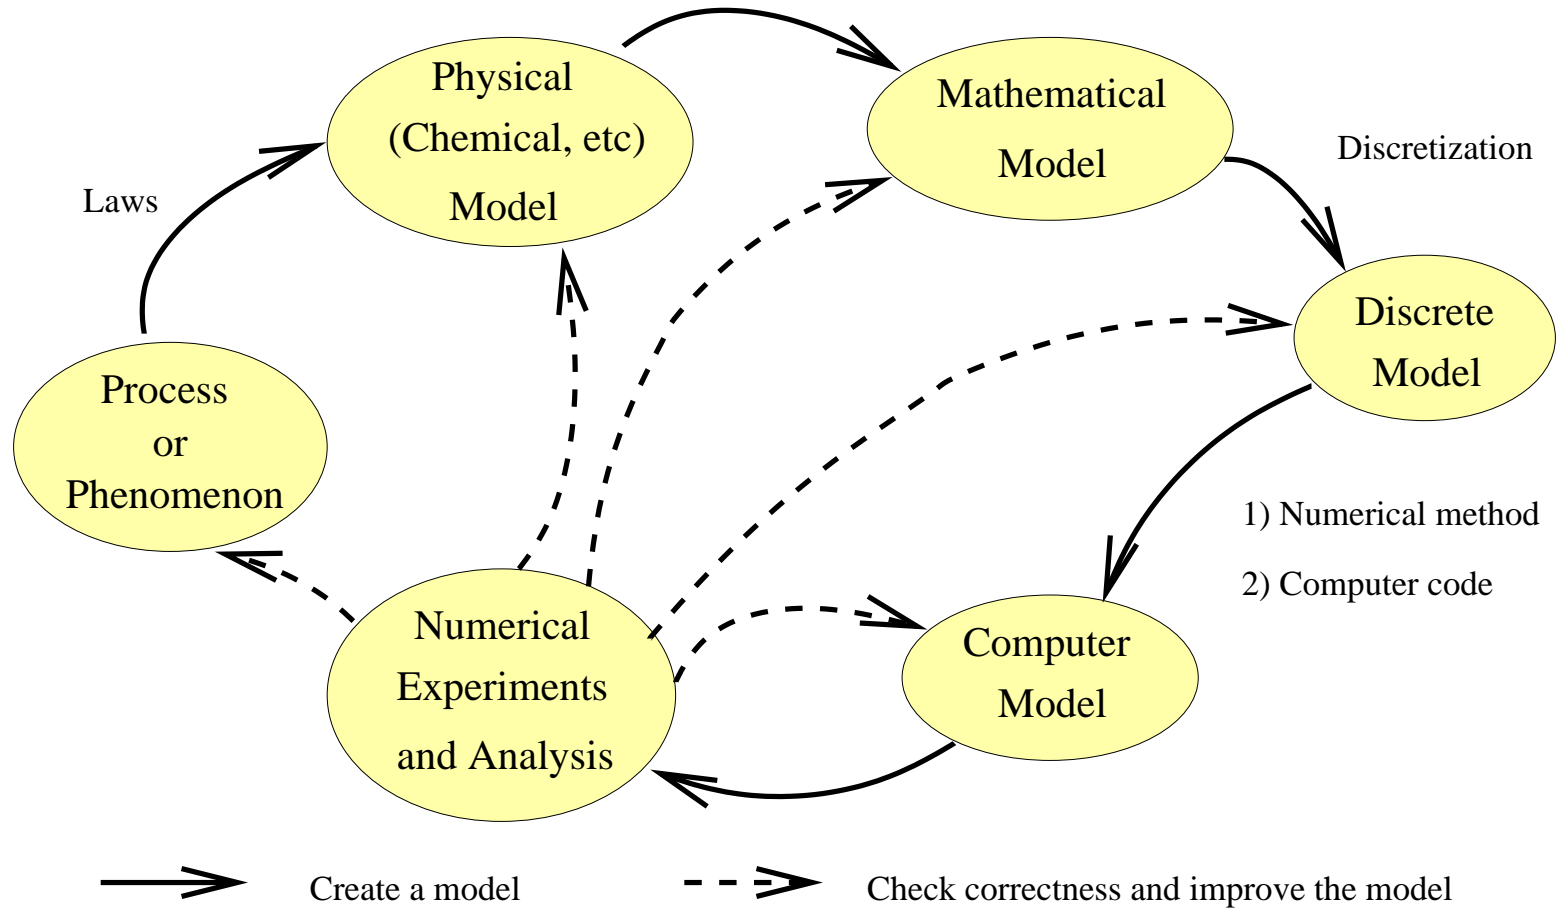 Physical
(Chemical, etc)
Model
Mathematical
Model
Discretization
Laws
Discrete
Model
Process
or
Phenomenon
1) Numerical method
2) Computer code
Numerical
Experiments
and Analysis
Computer
Model
Create a model
Check correctness and improve the model